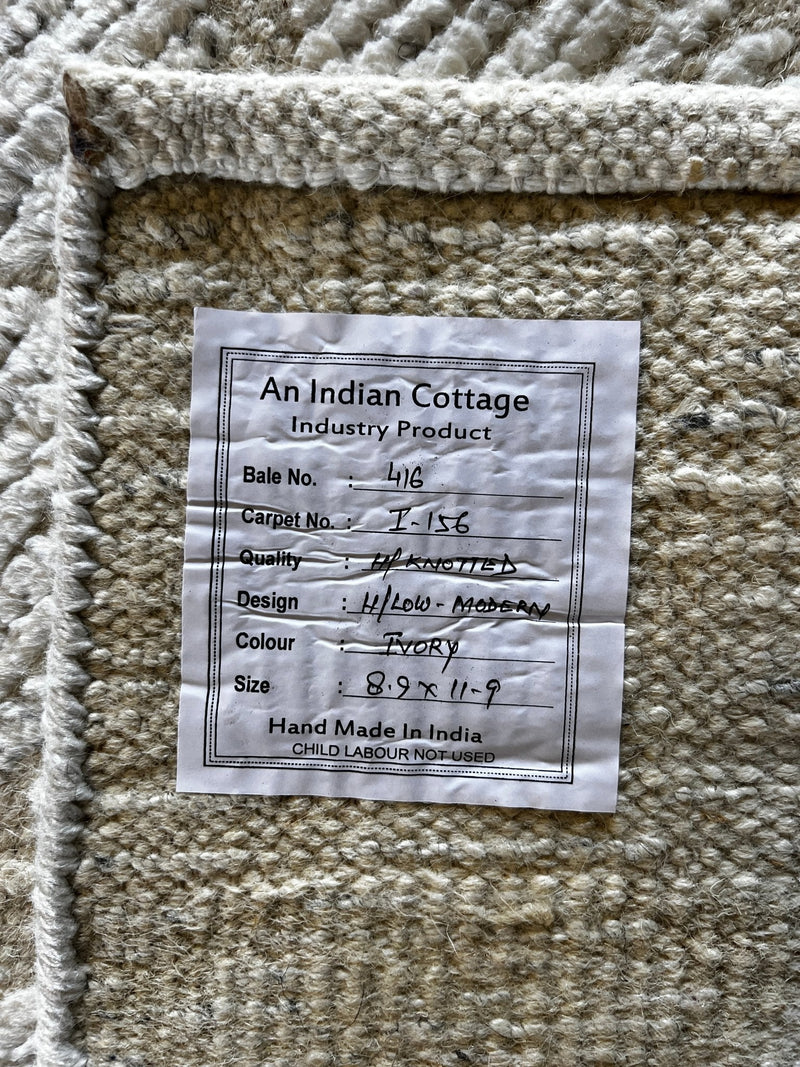 An Indian Cottage
Industry Product
Bale No. : 416
Carpet No. : I-156
Quality : H/KNOTTED
Design : H/LOW-MODERN
Colour : IVORY
Size : 8.9 x 11-9
Hand Made In India
CHILD LABOUR NOT USED